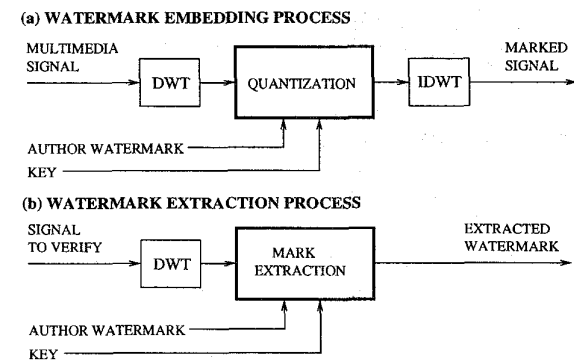 (a) WATERMARK EMBEDDING PROCESS
MULTIMEDIA
SIGNAL
DWT
QUANTIZATION
IDWT
MARKED
SIGNAL
AUTHOR WATERMARK
KEY
(b) WATERMARK EXTRACTION PROCESS
SIGNAL
TO VERIFY
DWT
MARK
EXTRACTION
EXTRACTED
WATERMARK
AUTHOR WATERMARK
KEY